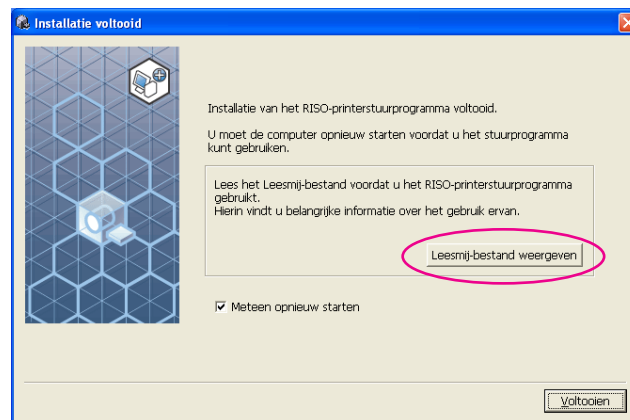 Installatie voltooid
Installatie van het RISO-printerstuurprogramma voltooid.
U moet de computer opnieuw starten voordat u het stuurprogramma
kunt gebruiken.
Lees het Leesmij-bestand voordat u het RISO-printerstuurprogramma
gebruikt.
Hierin vindt u belangrijke informatie over het gebruik ervan.
Leesmij-bestand weergeven
Meteen opnieuw starten
Voltooien